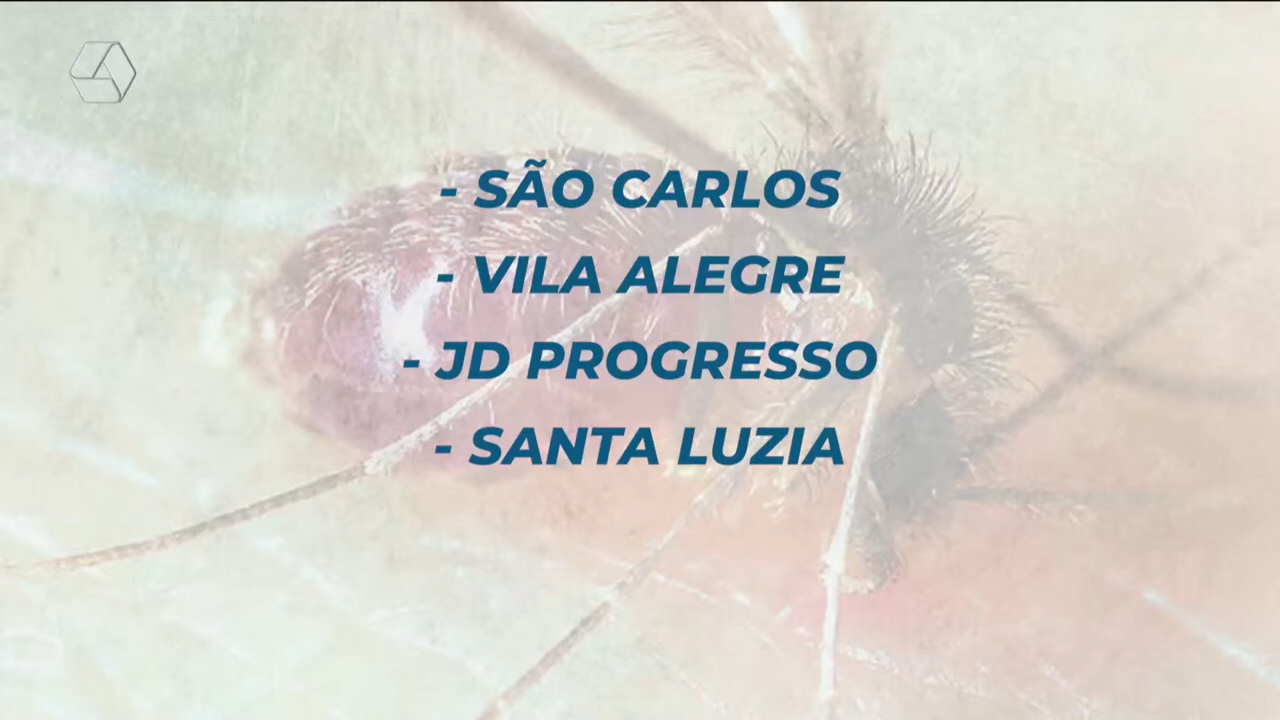 - SÃO CARLOS
- VILA ALEGRE
- JD PROGRESSO
- SANTA LUZIA